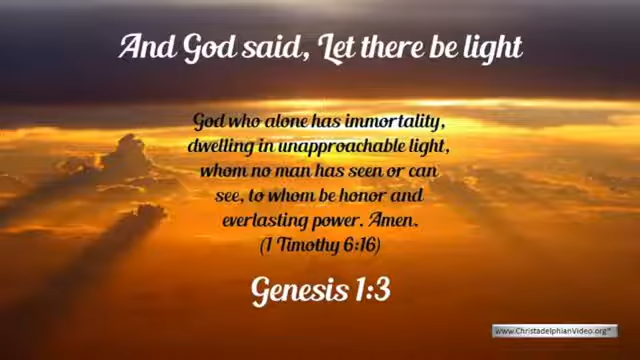 And God said, Let there be light
God who alone has immortality,
dwelling in unapproachable light,
whom no man has seen or can
see, to whom be honor and
everlasting power. Amen.
(1 Timothy 6:16)
Genesis 1:3
www.ChristadelphianVideo.org™